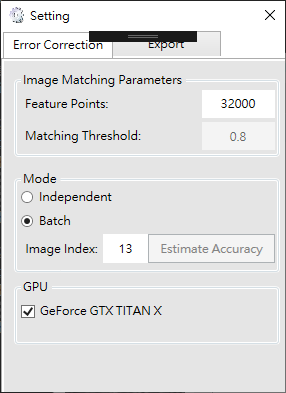 Setting
Error Correction
Export
Image Matching Parameters
Feature Points: 32000
Matching Threshold: 0.8
Mode
Independent
Batch
Image Index: 13 Estimate Accuracy
GPU
GeForce GTX TITAN X